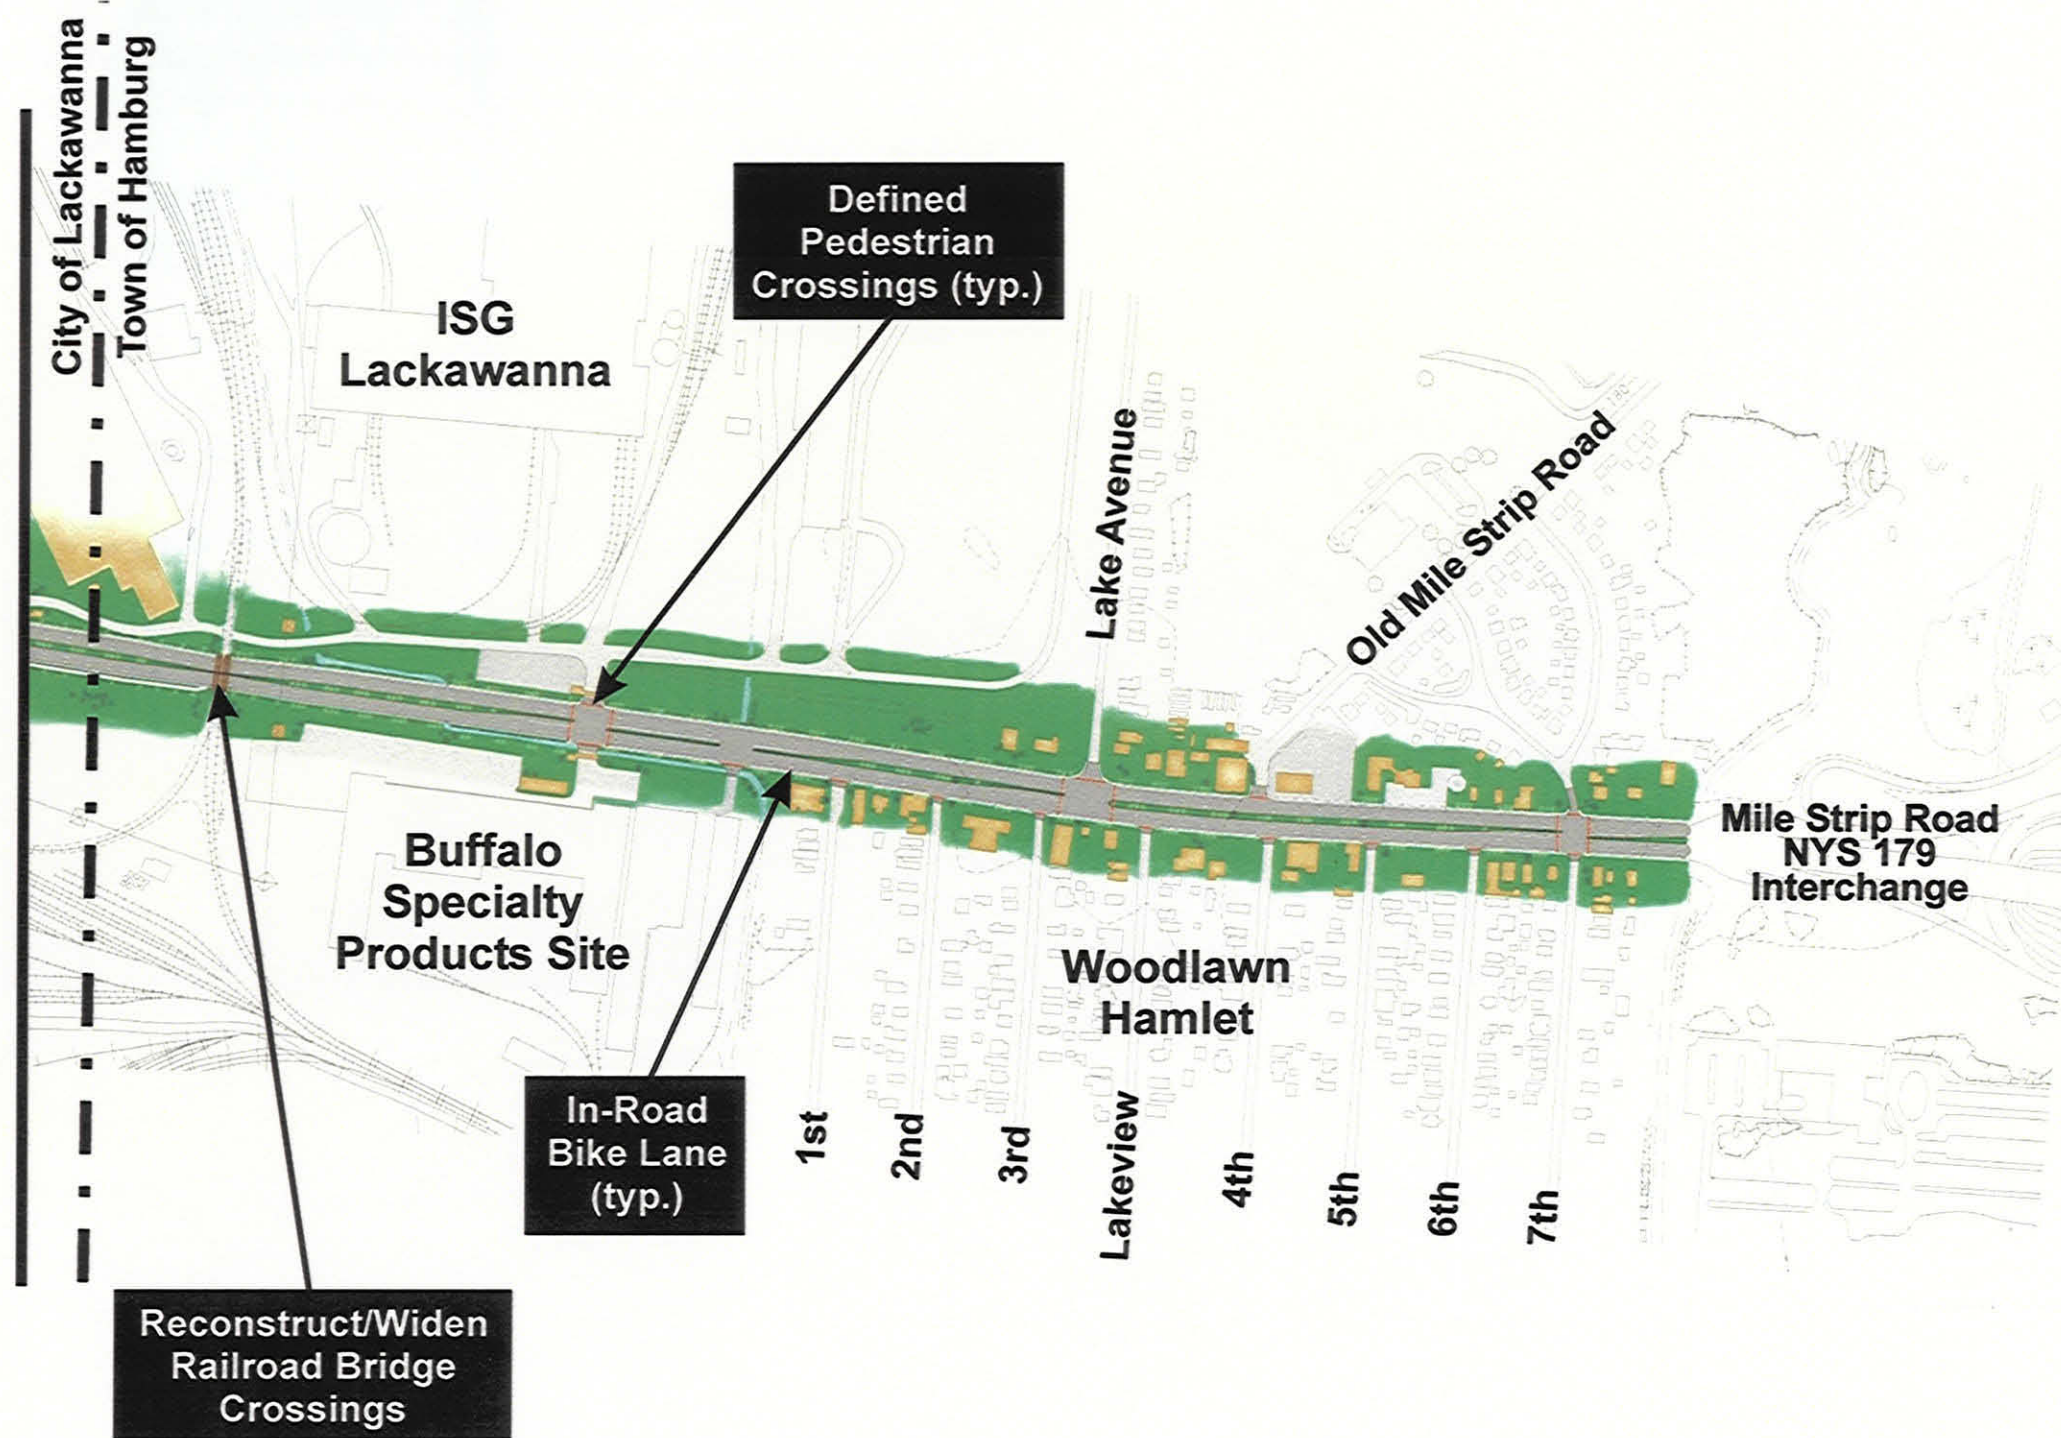 City of Lackawanna
Town of Hamburg
Defined
Pedestrian
Crossings (typ.)
ISG
Lackawanna
Lake Avenue
Old Mile Strip Road
Mile Strip Road
NYS 179
Interchange
Buffalo
Specialty
Products Site
Woodlawn
Hamlet
In-Road
Bike Lane
(typ.)
1st
2nd
3rd
Lakeview
4th
5th
6th
7th
Reconstruct/Widen
Railroad Bridge
Crossings